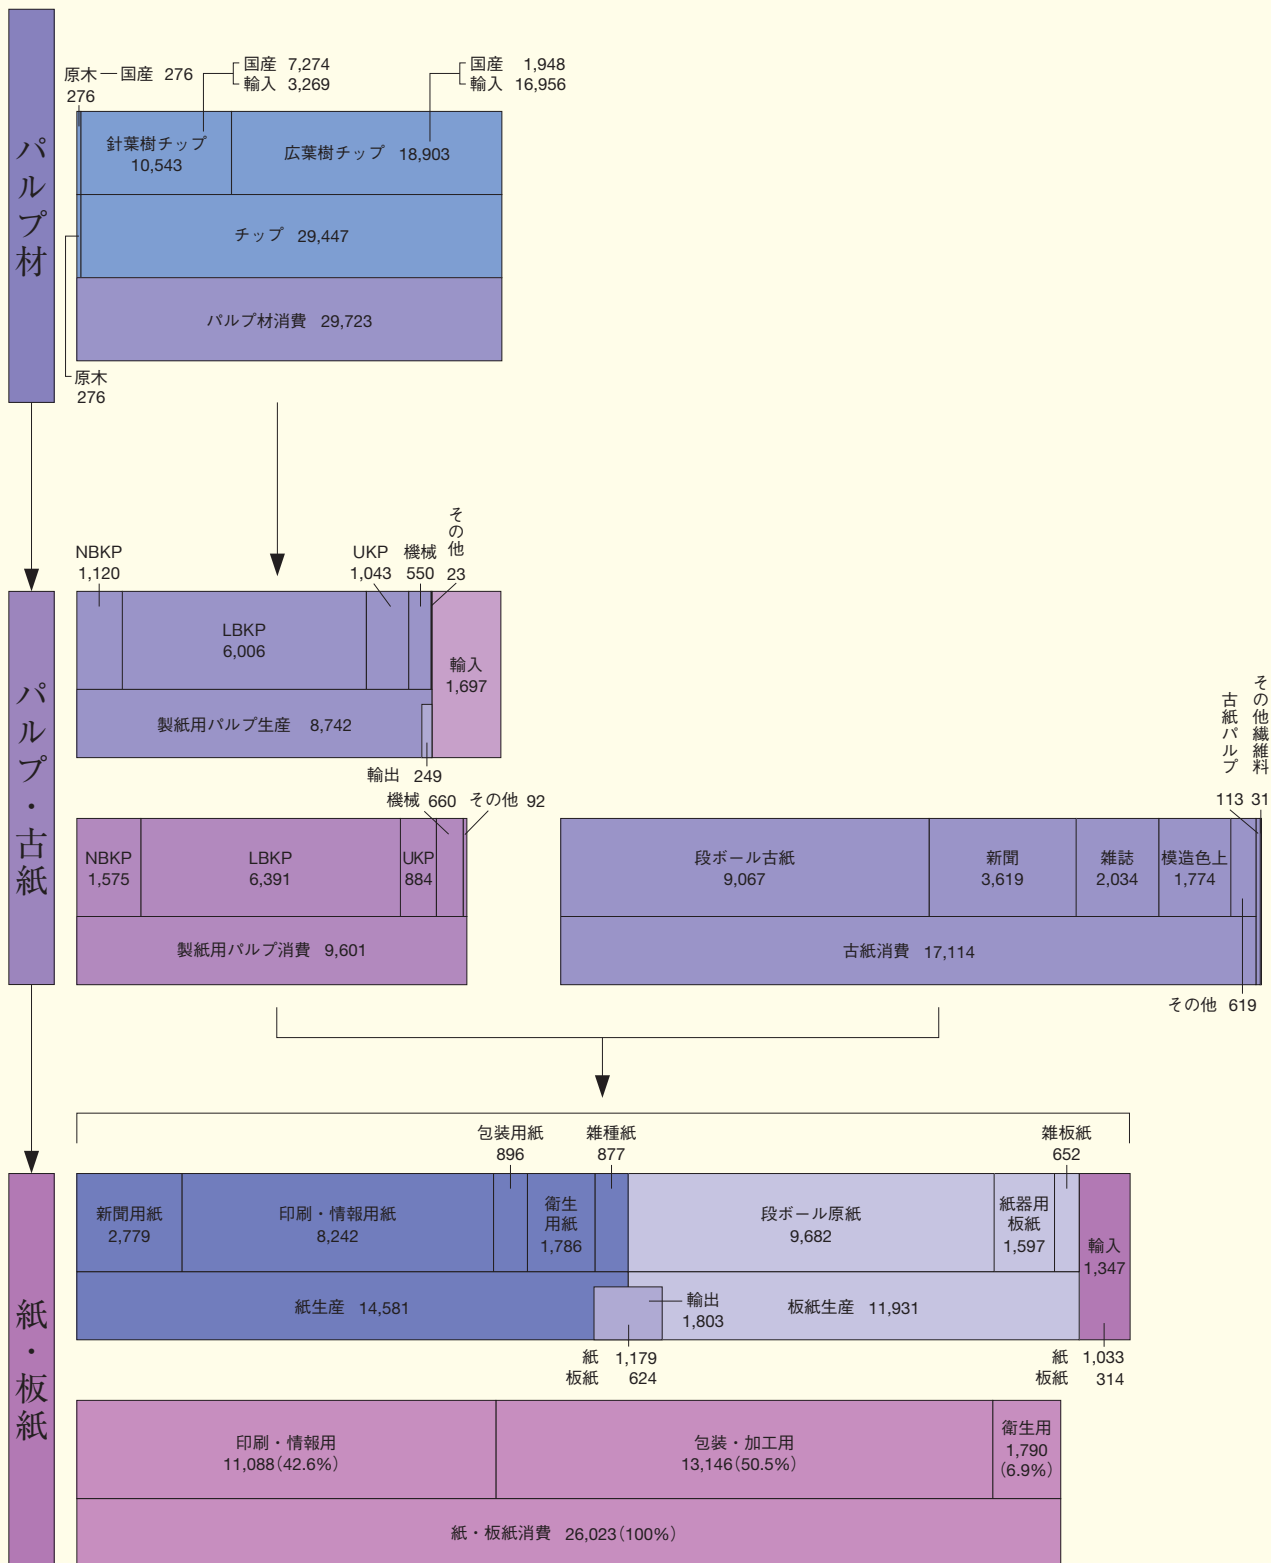 パルプ材
原木 国産 276
276
国産 7,274
輸入 3,269
国産 1,948
輸入 16,956
針葉樹チップ
10,543
広葉樹チップ 18,903
チップ 29,447
パルプ材消費 29,723
原木
276
パルプ・古紙
NBKP
1,120
LBKP
6,006
UKP
1,043
機械
550
その他
23
輸入
1,697
製紙用パルプ生産 8,742
輸出 249
機械 660
その他 92
NBKP
1,575
LBKP
6,391
UKP
884
製紙用パルプ消費 9,601
古紙パルプ
113
その他繊維料
31
段ボール古紙
9,067
新聞
3,619
雑誌
2,034
模造色上
1,774
古紙消費 17,114
その他 619
紙・板紙
包装用紙
896
雑種紙
877
雑板紙
652
新聞用紙
2,779
印刷・情報用紙
8,242
衛生
用紙
1,786
段ボール原紙
9,682
紙器用
板紙
1,597
輸入
1,347
紙生産 14,581
輸出
1,803
板紙生産 11,931
紙 1,179
板紙 624
紙 1,033
板紙 314
印刷・情報用
11,088(42.6%)
包装・加工用
13,146(50.5%)
衛生用
1,790
(6.9%)
紙・板紙消費 26,023(100%)